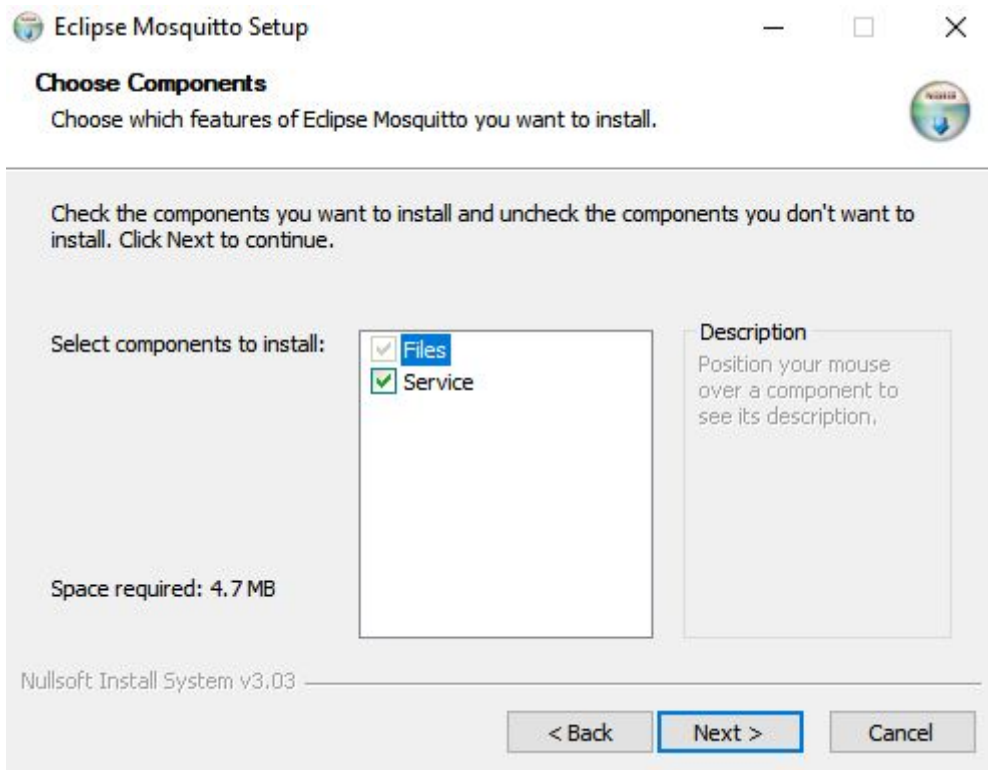 Eclipse Mosquitto Setup
Choose Components
Choose which features of Eclipse Mosquitto you want to install.
Check the components you want to install and uncheck the components you don't want to
install. Click Next to continue.
Select components to install:
Files
Service
Description
Position your mouse
over a component to
see its description,
Space required: 4.7 MB
Nullsoft Install System v3.03
< Back
Next >
Cancel